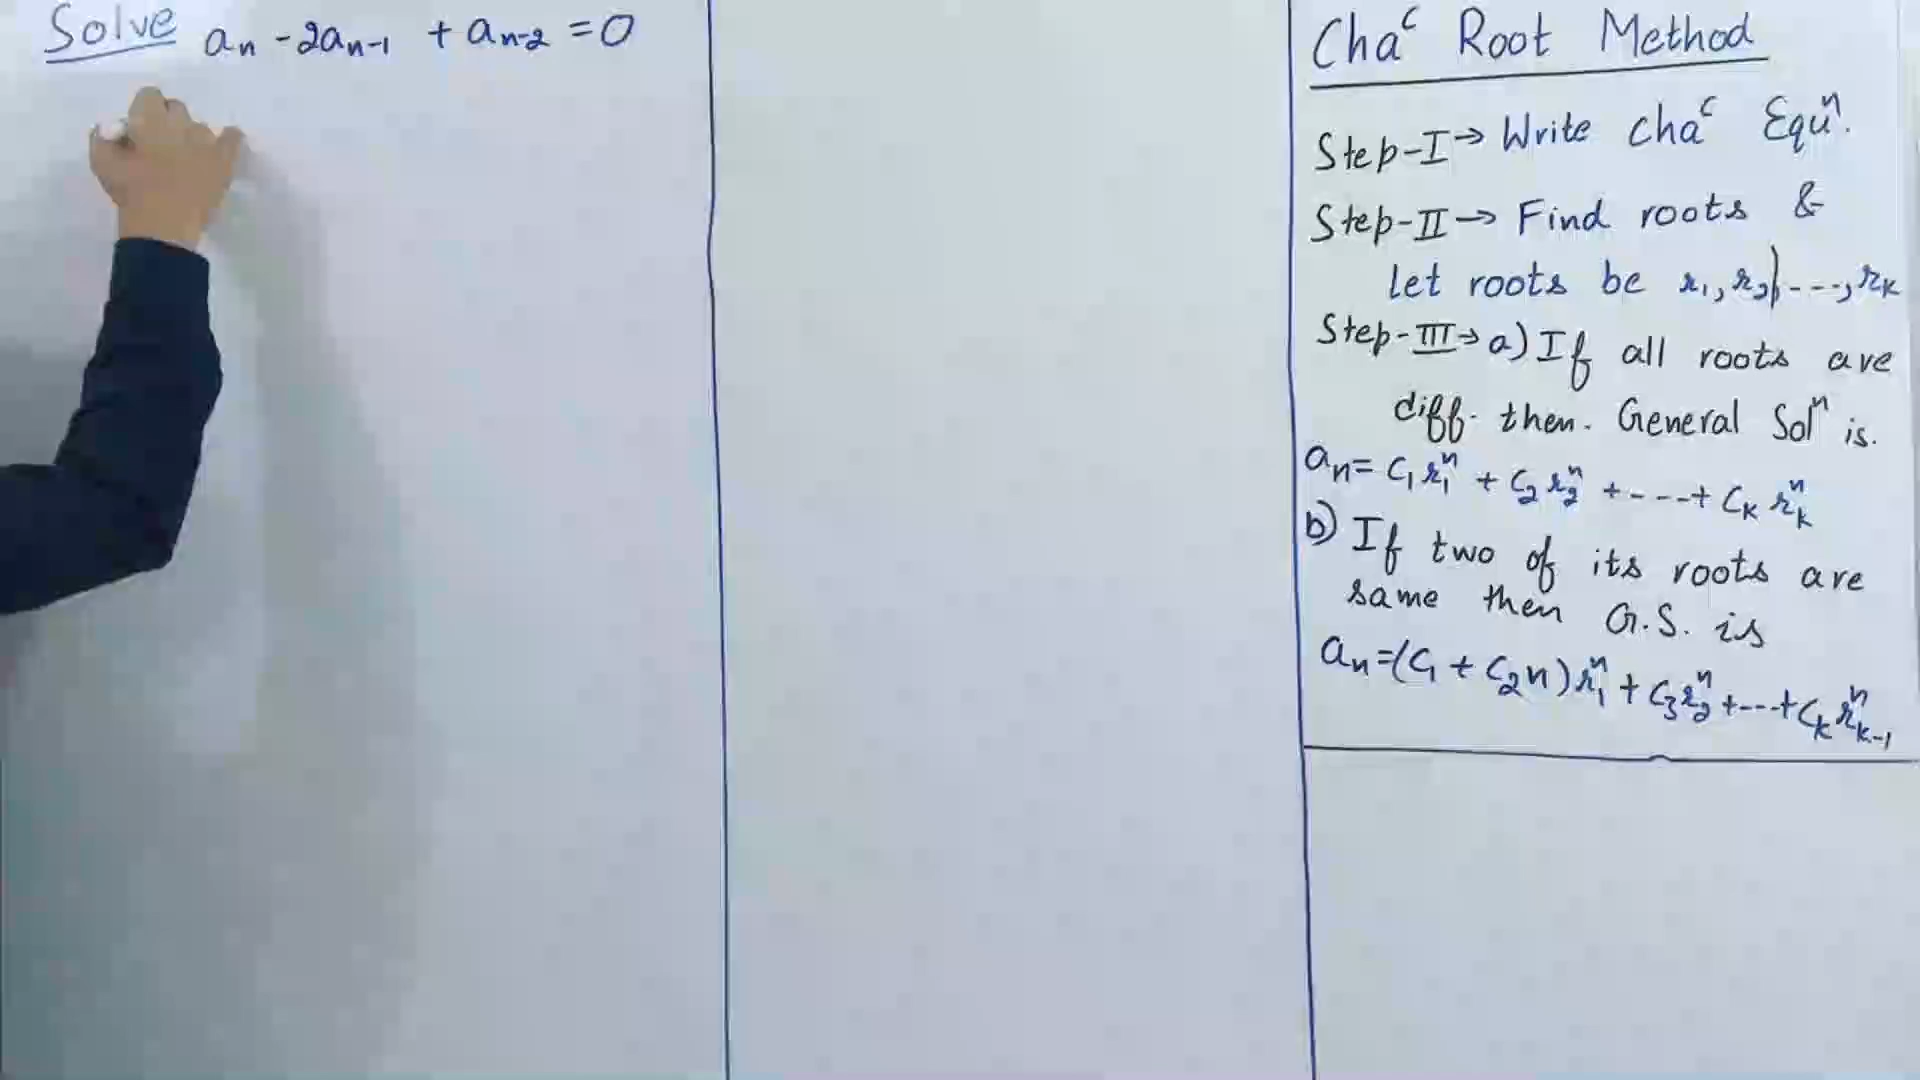 Solve aₙ - 2aₙ₋₁ + aₙ₋₂ = 0
Chaᶜ Root Method
Step-I → Write chaᶜ Equⁿ.
Step-II → Find roots &
let roots be r₁, r₂, ---, rₖ
Step-III → a) If all roots are
diff. then. General Solⁿ is.
aₙ = C₁r₁ⁿ + C₂r₂ⁿ + ---+ Cₖrₖⁿ
b) If two of its roots are
same then G.S. is
aₙ = (C₁ + C₂n)r₁ⁿ + C₃r₂ⁿ +---+ Cₖrₖ₋₁ⁿ